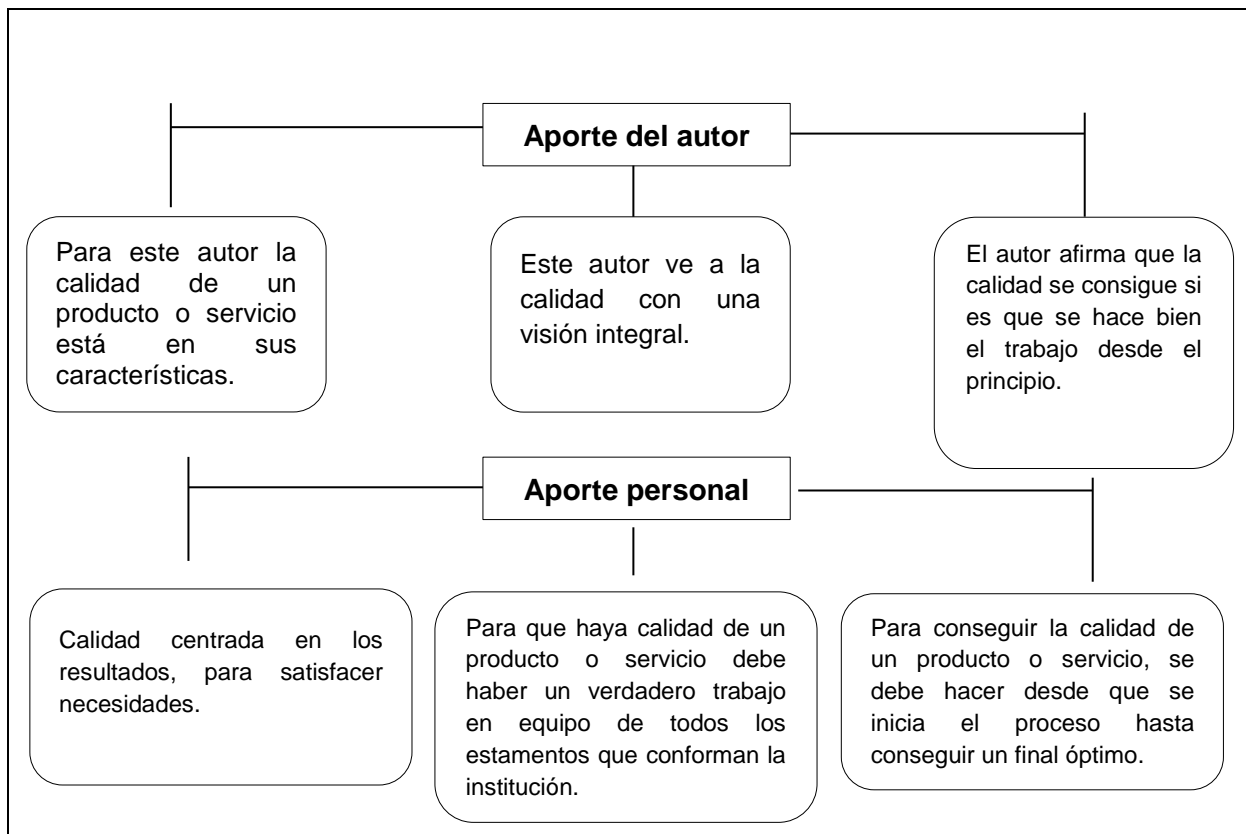 Aporte del autor
Para este autor la
calidad de un
producto o servicio
está en sus
características.
Este autor ve a la
calidad con una
visión integral.
El autor afirma que la
calidad se consigue si
es que se hace bien
el trabajo desde el
principio.
Aporte personal
Calidad centrada en los
resultados, para satisfacer
necesidades.
Para que haya calidad de un
producto o servicio debe
haber un verdadero trabajo
en equipo de todos los
estamentos que conforman la
institución.
Para conseguir la calidad de
un producto o servicio, se
debe hacer desde que se
inicia el proceso hasta
conseguir un final óptimo.